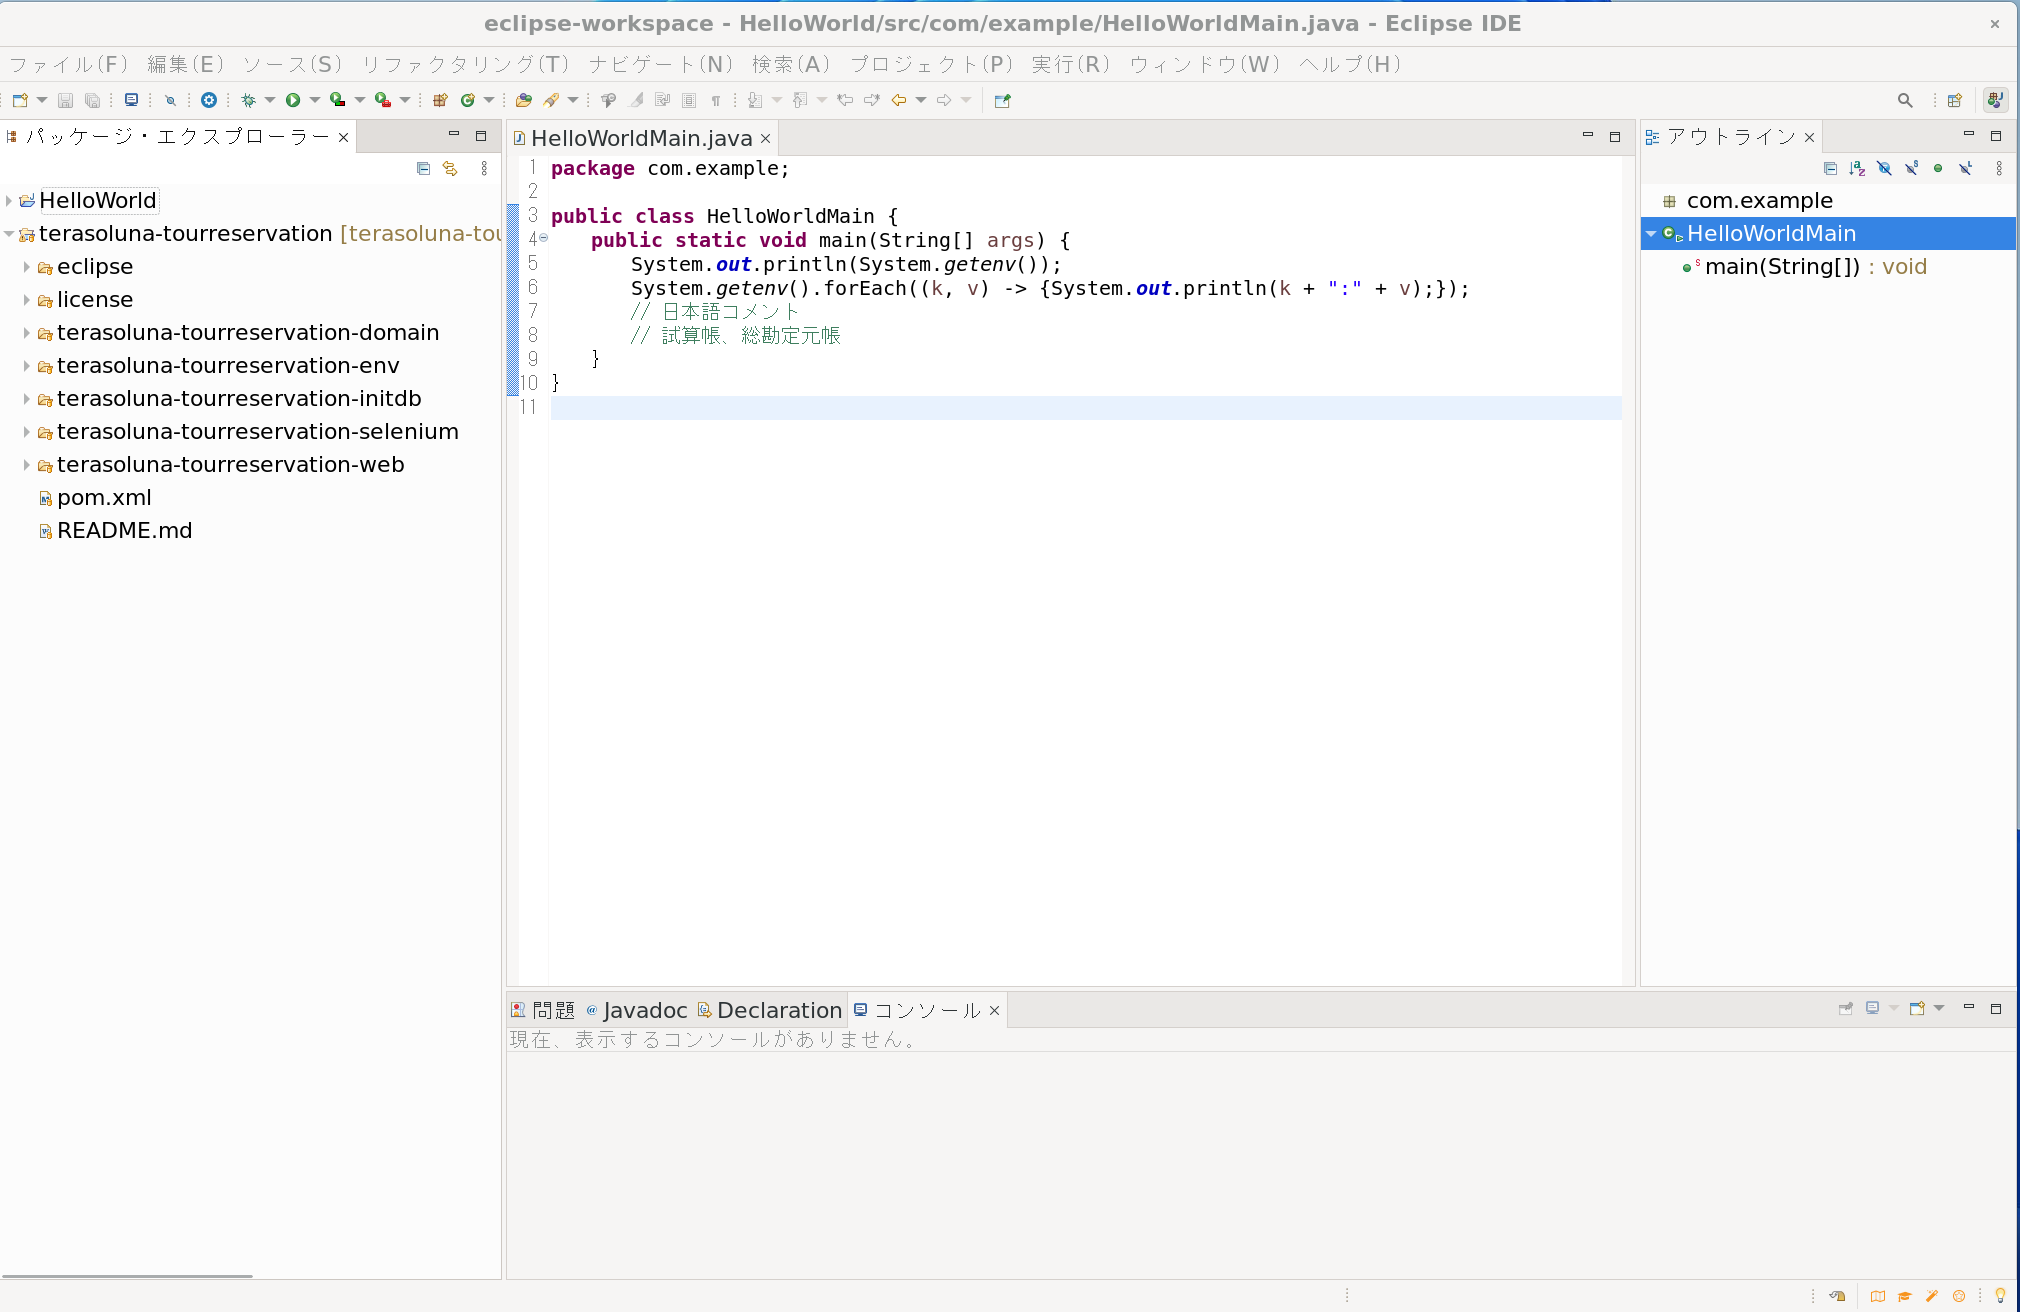 eclipse-workspace - HelloWorld/src/com/example/HelloWorldMain.java - Eclipse IDE
ファイル(F) 編集(E) ソース(S) リファクタリング(T) ナビゲート(N) 検索(A) プロジェクト(P) 実行(R) ウィンドウ(W) ヘルプ(H)
パッケージ・エクスプローラー
HelloWorld
terasoluna-tourreservation [terasoluna-tou
eclipse
license
terasoluna-tourreservation-domain
terasoluna-tourreservation-env
terasoluna-tourreservation-initdb
terasoluna-tourreservation-selenium
terasoluna-tourreservation-web
pom.xml
README.md
HelloWorldMain.java
1 package com.example;
2
3 public class HelloWorldMain {
4 public static void main(String[] args) {
5 System.out.println(System.getenv());
6 System.getenv().forEach((k, v) -> {System.out.println(k + ":" + v);});
7 // 日本語コメント
8 // 試算帳、総勘定元帳
9 }
10 }
11
アウトライン
com.example
HelloWorldMain
main(String[]) : void
問題 Javadoc Declaration コンソール
現在、表示するコンソールがありません。